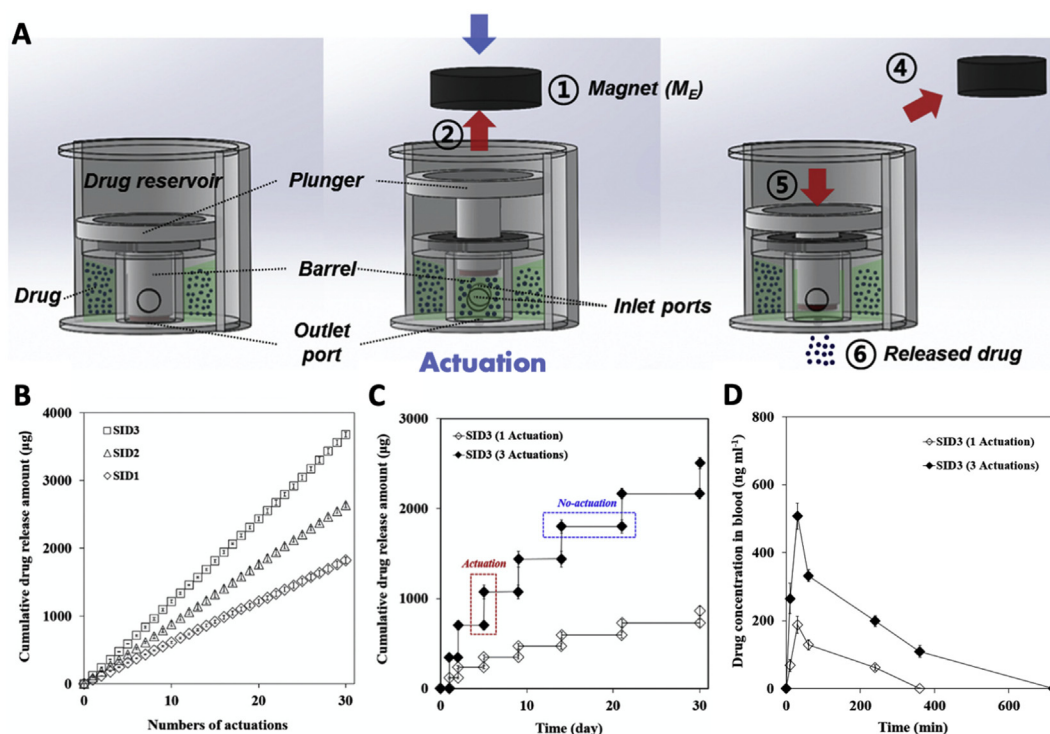 A
① Magnet (ME)
②
④
⑤
Drug reservoir
Plunger
Drug
Barrel
Inlet ports
Outlet
port
Actuation
⑥ Released drug
B
Cumulative drug release amount (µg)
4000
3000
2000
1000
0
SID3
SID2
SID1
0
10
20
30
Numbers of actuations
C
Cumulative drug release amount (µg)
3000
2000
1000
0
SID3 (1 Actuation)
SID3 (3 Actuations)
No-actuation
Actuation
0
10
20
30
Time (day)
D
Drug concentration in blood (ng ml-1)
800
600
400
200
0
SID3 (1 Actuation)
SID3 (3 Actuations)
0
200
400
600
Time (min)